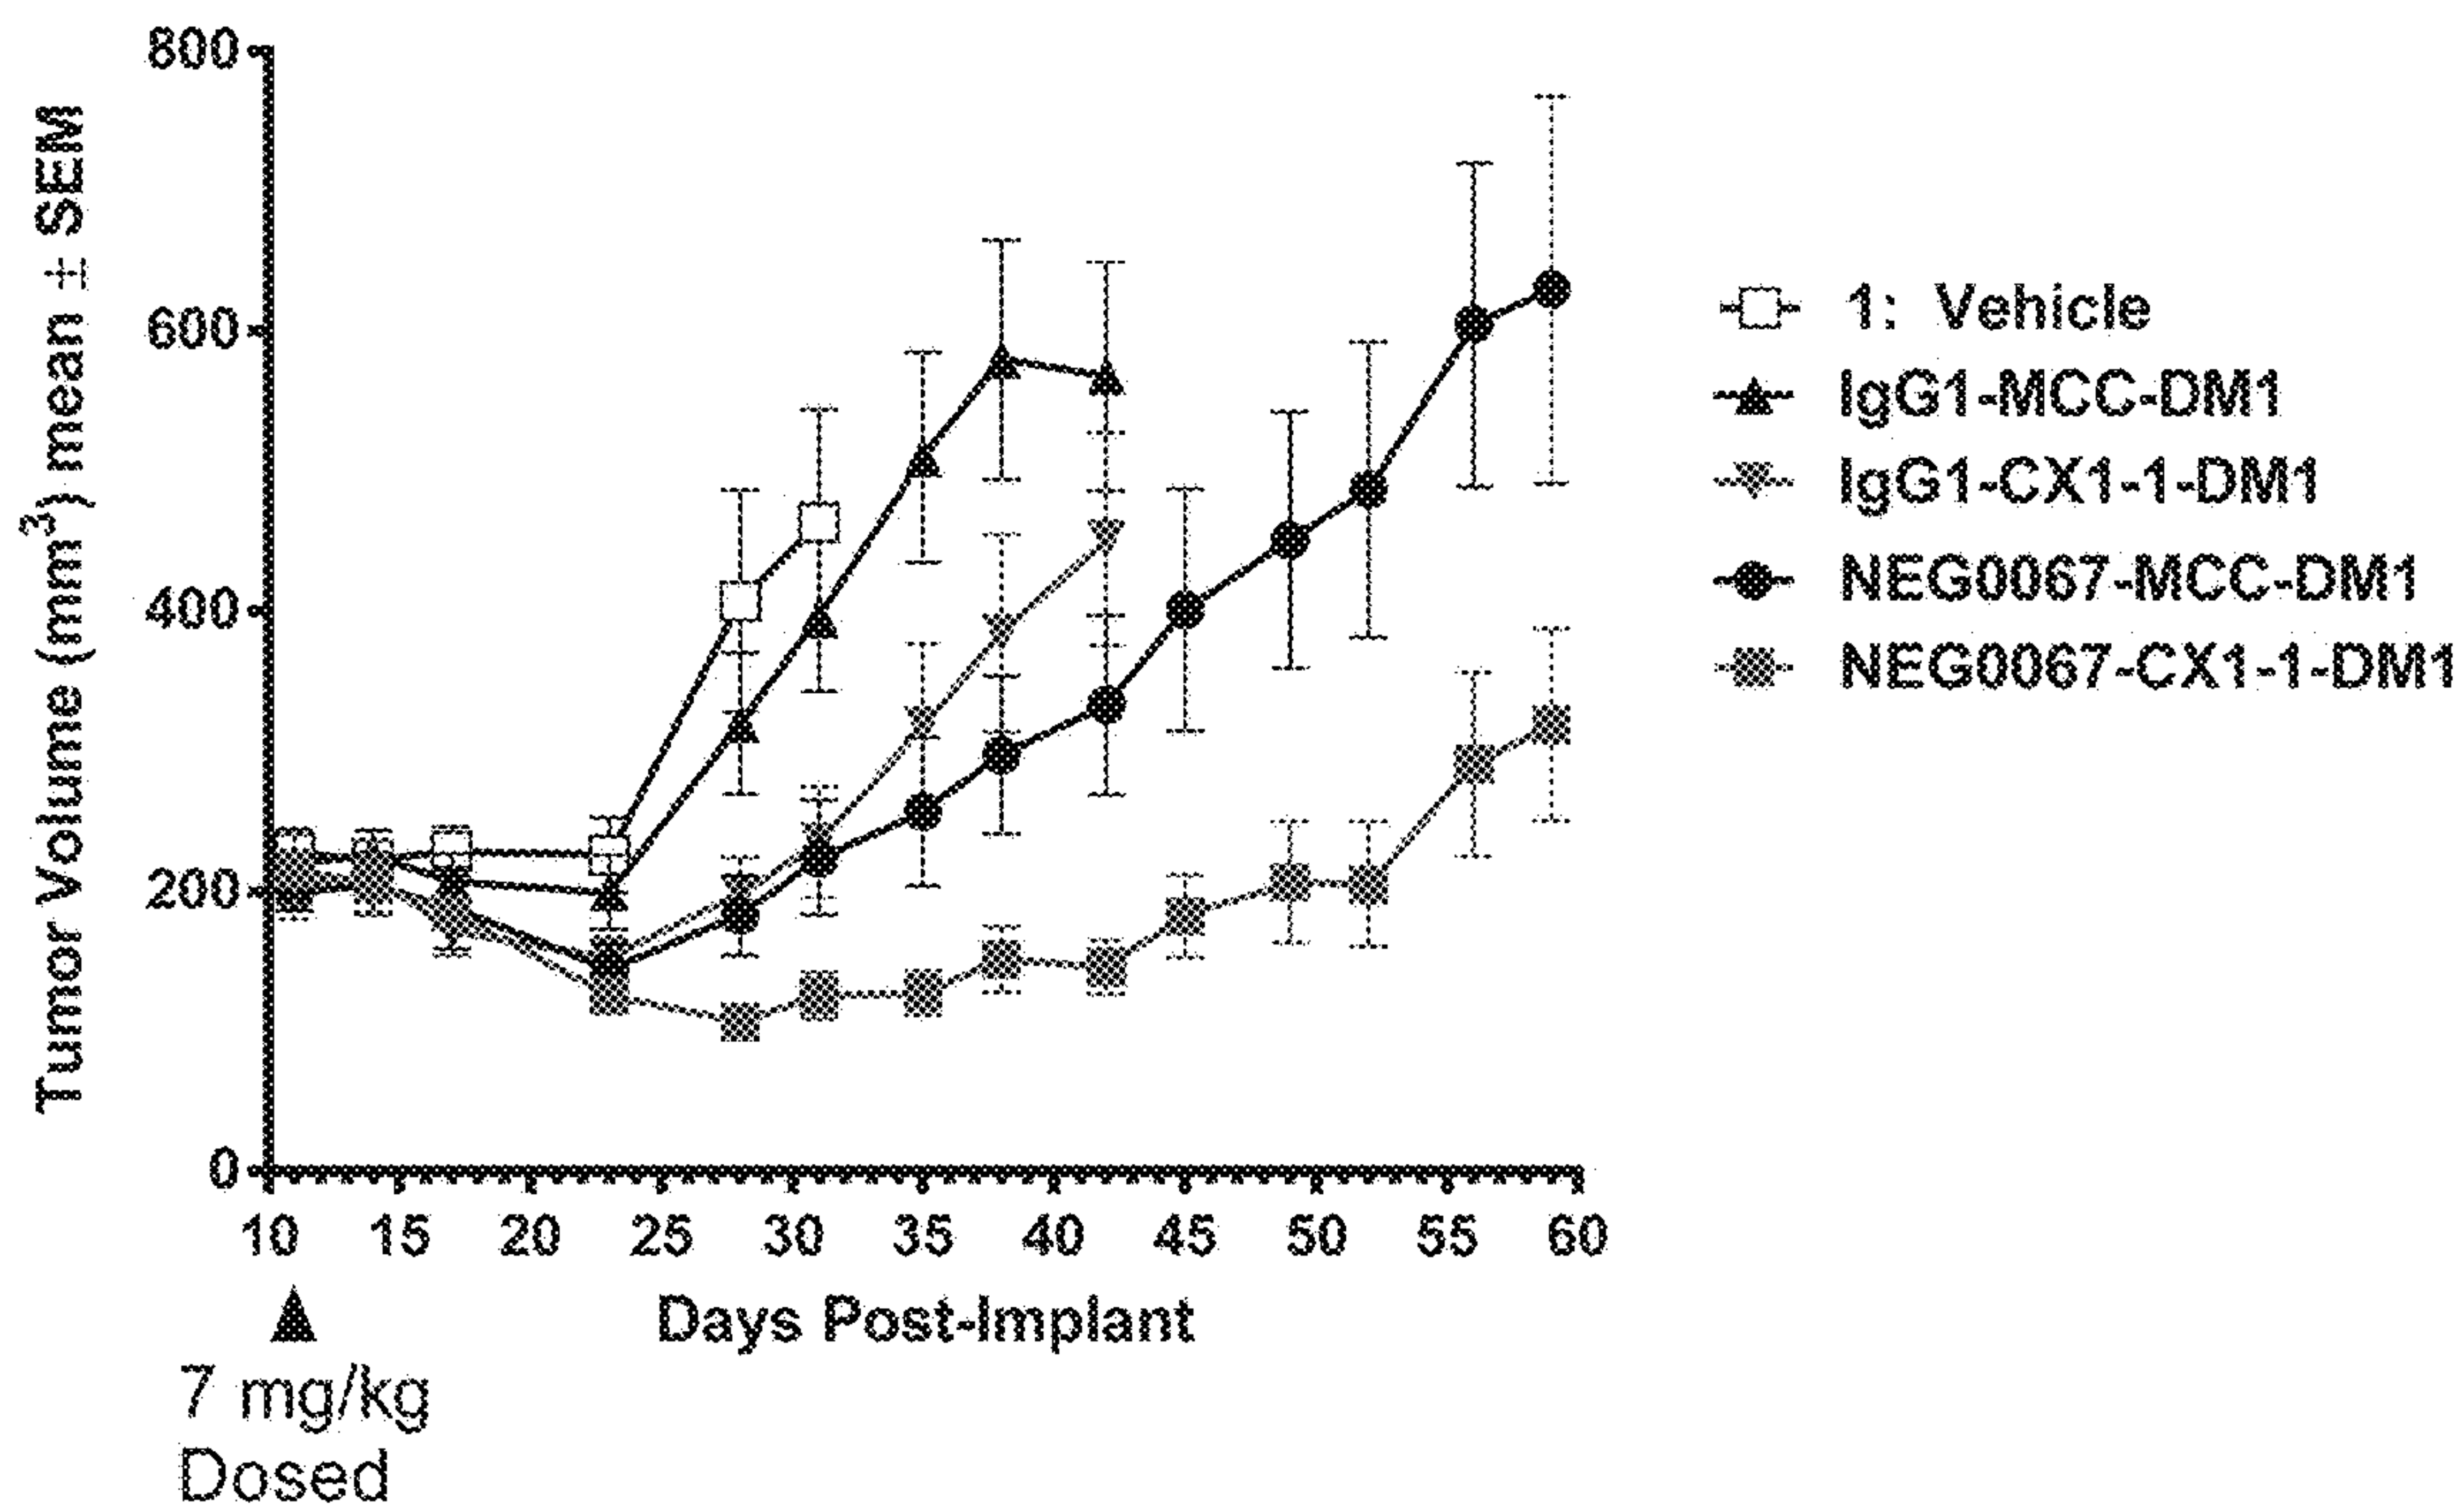 Tumor Volume (mm³) mean ± SEM
800
600
400
200
0
10 15 20 25 30 35 40 45 50 55 60
Days Post-Implant
7 mg/kg
Dosed
1: Vehicle
IgG1-MCC-DM1
IgG1-CX1-1-DM1
NEG0067-MCC-DM1
NEG0067-CX1-1-DM1